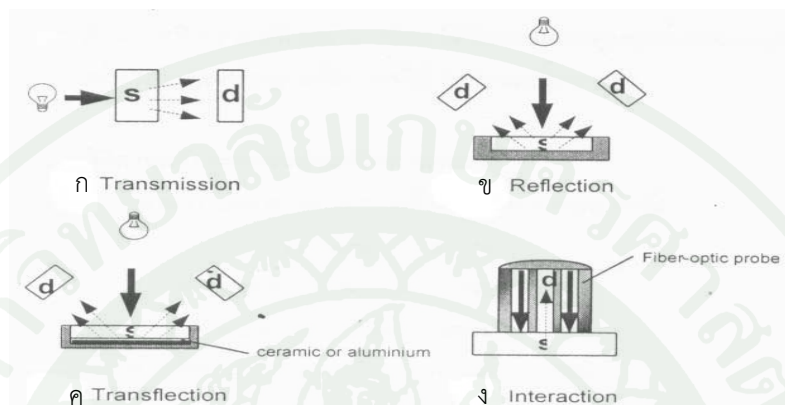 s
d
ก Transmission
d
d
s
ข Reflection
d
d
s
ceramic or aluminium
ค Transflection
Fiber-optic probe
d
s
ง Interaction